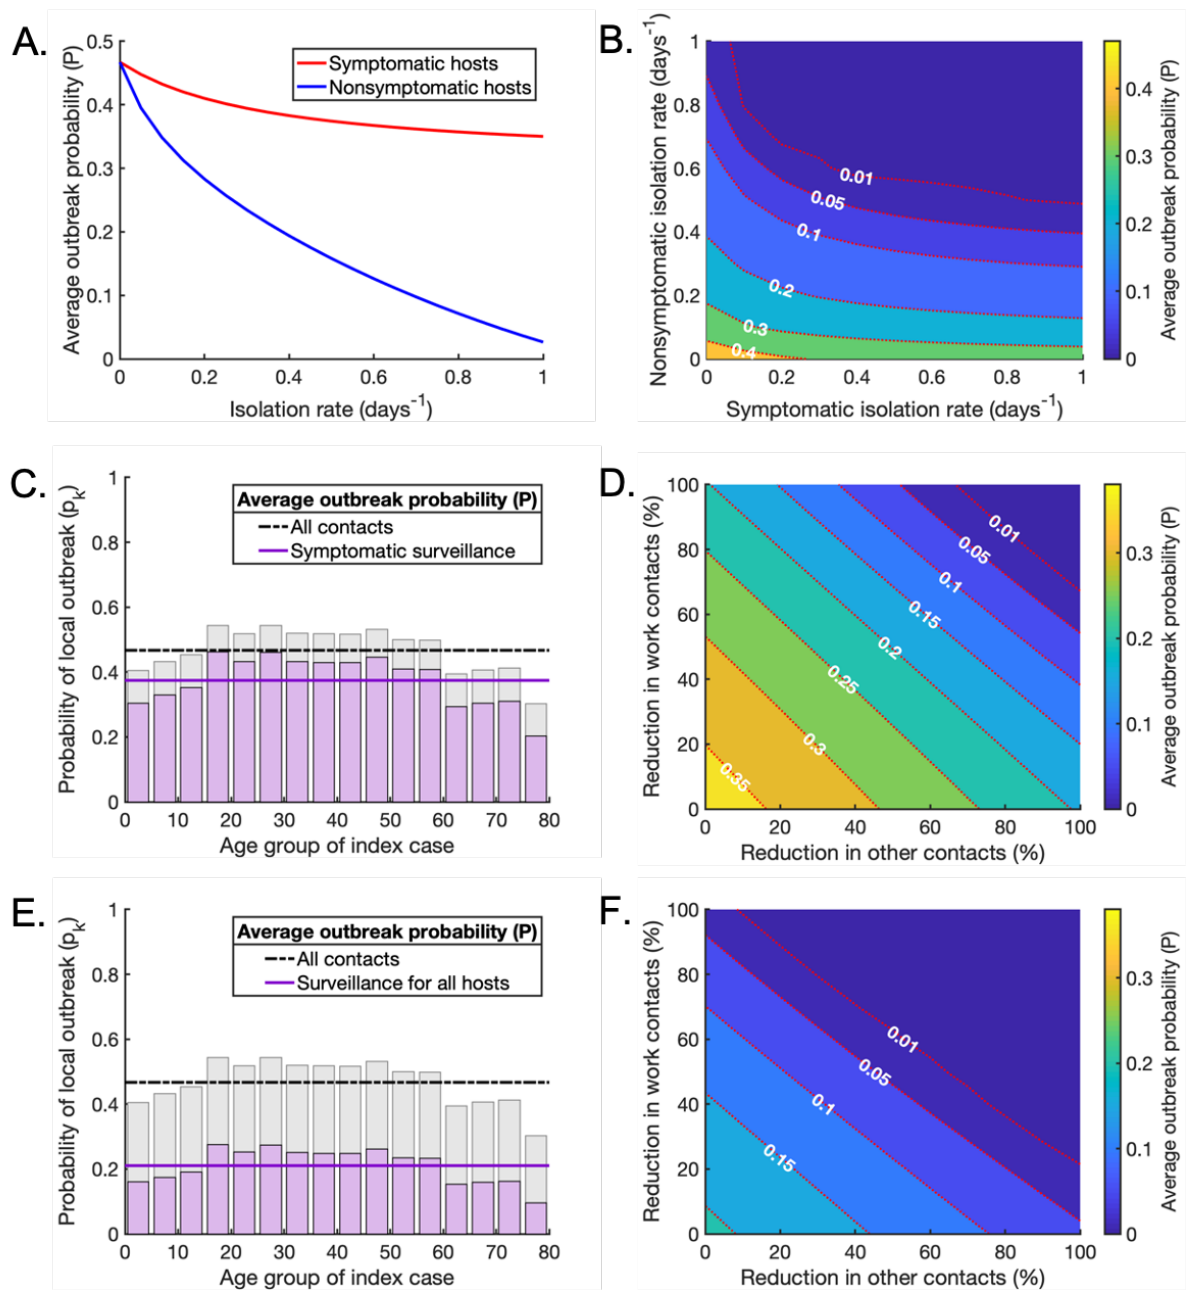 A.
Average outbreak probability (P)
0.5
0.4
0.3
0.2
0.1
0
Symptomatic hosts
Nonsymptomatic hosts
0 0.2 0.4 0.6 0.8 1
Isolation rate (days⁻¹)
B.
Nonsymptomatic isolation rate (days⁻¹)
1
0.8
0.6
0.4
0.2
0
0.01
0.05
0.1
0.2
0.3
0.4
0 0.2 0.4 0.6 0.8 1
Symptomatic isolation rate (days⁻¹)
0.4
0.3
0.2
0.1
0
Average outbreak probability (P)
C.
Probability of local outbreak (pₖ)
1
0.8
0.6
0.4
0.2
0
Average outbreak probability (P)
All contacts
Symptomatic surveillance
0 10 20 30 40 50 60 70 80
Age group of index case
D.
Reduction in work contacts (%)
100
80
60
40
20
0
0.01
0.05
0.1
0.15
0.2
0.25
0.3
0.35
0 20 40 60 80 100
Reduction in other contacts (%)
0.3
0.2
0.1
0
Average outbreak probability (P)
E.
Probability of local outbreak (pₖ)
1
0.8
0.6
0.4
0.2
0
Average outbreak probability (P)
All contacts
Surveillance for all hosts
0 10 20 30 40 50 60 70 80
Age group of index case
F.
Reduction in work contacts (%)
100
80
60
40
20
0
0.01
0.05
0.1
0.15
0 20 40 60 80 100
Reduction in other contacts (%)
0.3
0.2
0.1
0
Average outbreak probability (P)